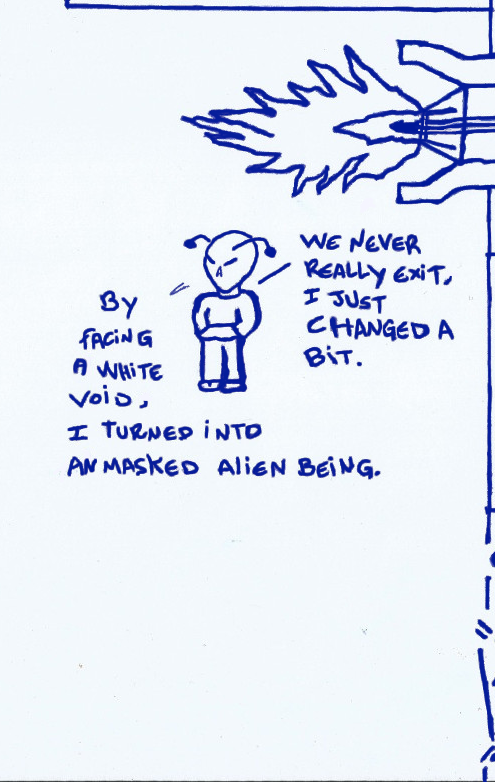 WE NEVER
REALLY EXIT,
I JUST
CHANGED A
BIT.
BY
FACING
A WHITE
VOID,
I TURNED INTO
AN MASKED ALIEN BEING.